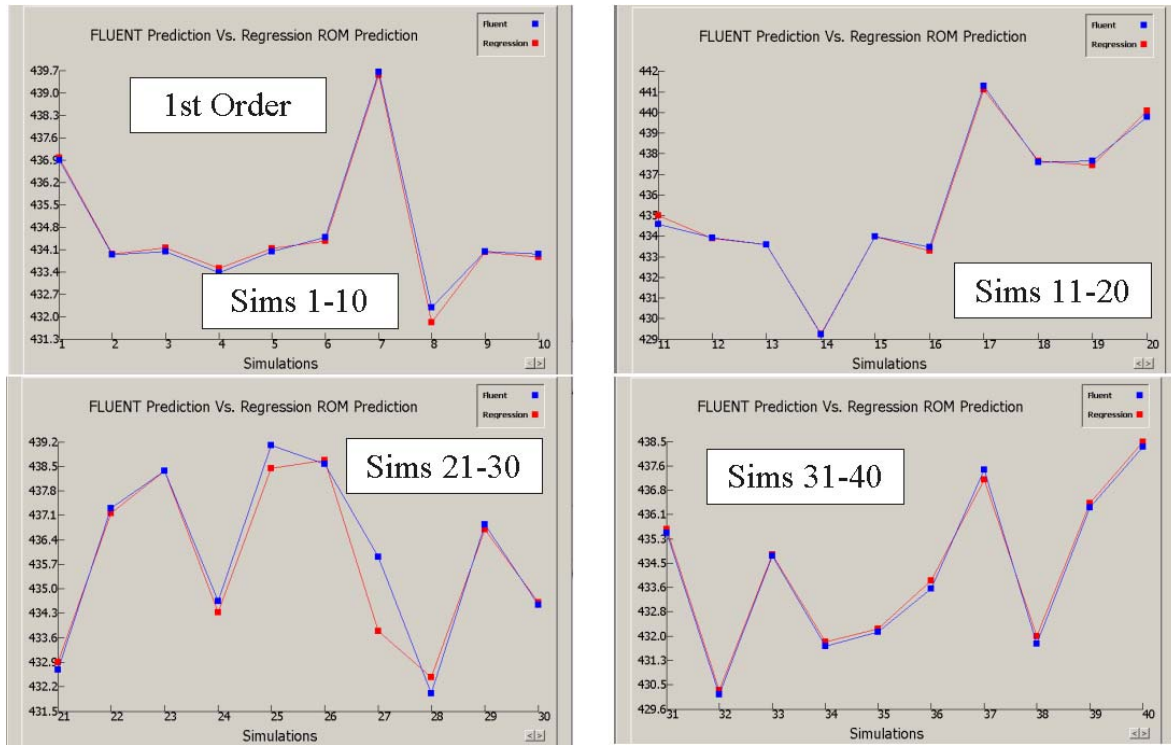 FLUENT Prediction Vs. Regression ROM Prediction
Fluent
Regression
439.7
439.0
438.3
437.6
436.9
436.2
435.5
434.8
434.1
433.4
432.7
432.0
431.3
1st Order
Sims 1-10
1 2 3 4 5 6 7 8 9 10
Simulations
<|>
FLUENT Prediction Vs. Regression ROM Prediction
Fluent
Regression
442
441
440
439
438
437
436
435
434
433
432
430
429
Sims 11-20
11 12 13 14 15 16 17 18 19 20
Simulations
<|>
FLUENT Prediction Vs. Regression ROM Prediction
Fluent
Regression
439.2
438.5
437.8
437.1
436.4
435.7
435.0
434.3
433.6
432.9
432.2
431.5
Sims 21-30
21 22 23 24 25 26 27 28 29 30
Simulations
<|>
FLUENT Prediction Vs. Regression ROM Prediction
Fluent
Regression
438.5
437.6
436.8
436.1
435.3
434.5
433.6
432.8
432.0
431.3
430.5
429.6
Sims 31-40
31 32 33 34 35 36 37 38 39 40
Simulations
<|>